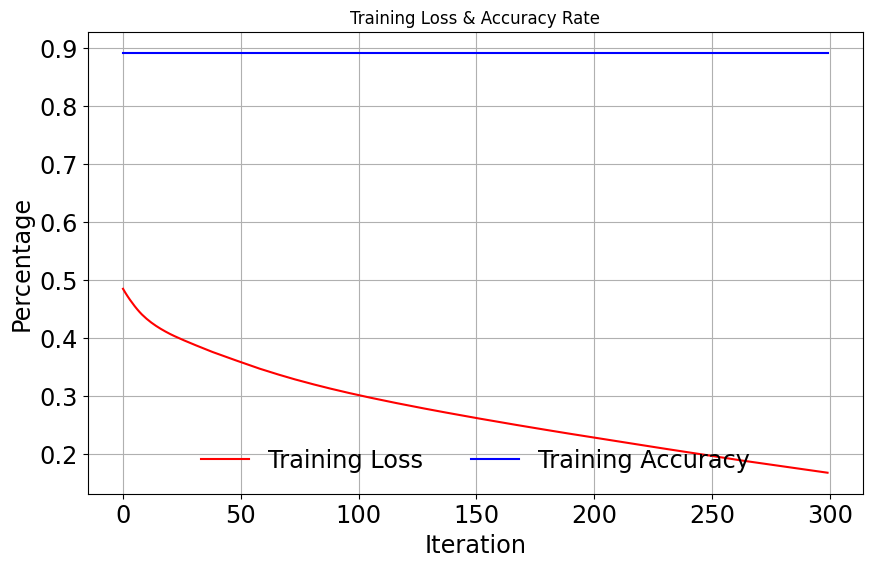 Training Loss & Accuracy Rate
Percentage
0.9
0.8
0.7
0.6
0.5
0.4
0.3
0.2
Training Loss Training Accuracy
0 50 100 150 200 250 300
Iteration